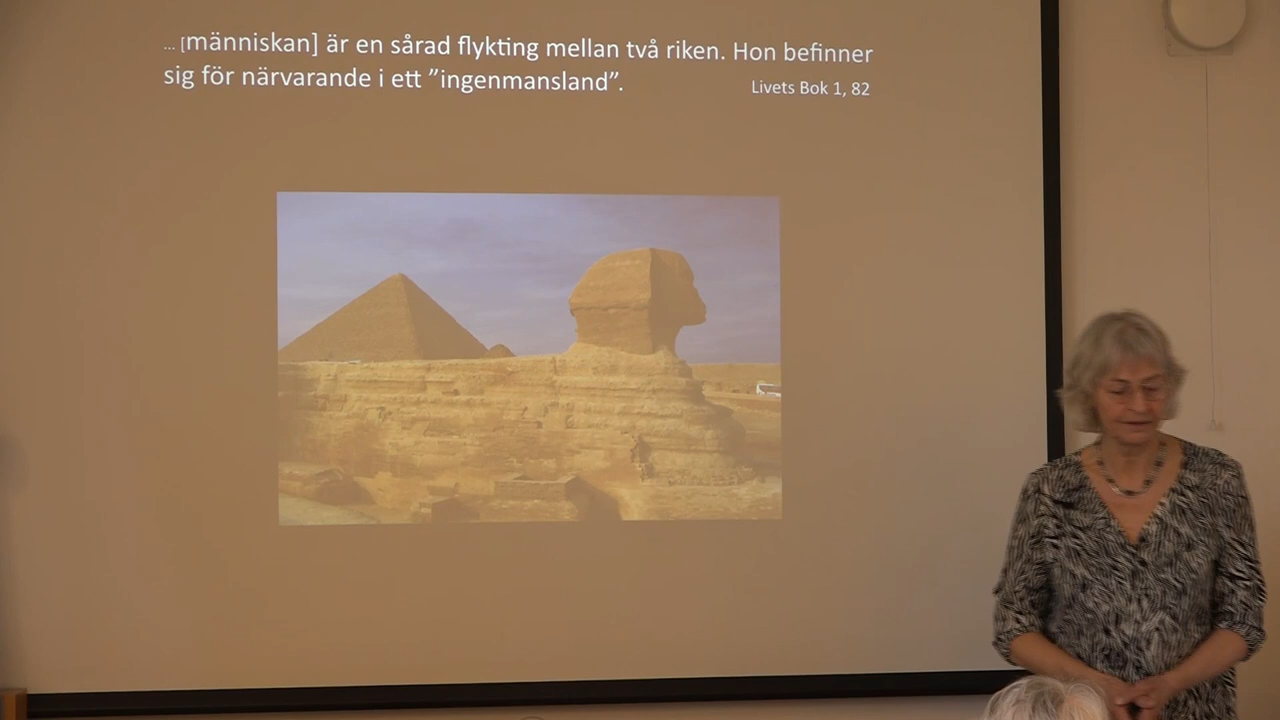 ... [människan] är en sårad flykting mellan två riken. Hon befinner
sig för närvarande i ett ”ingenmansland”.
Livets Bok 1, 82